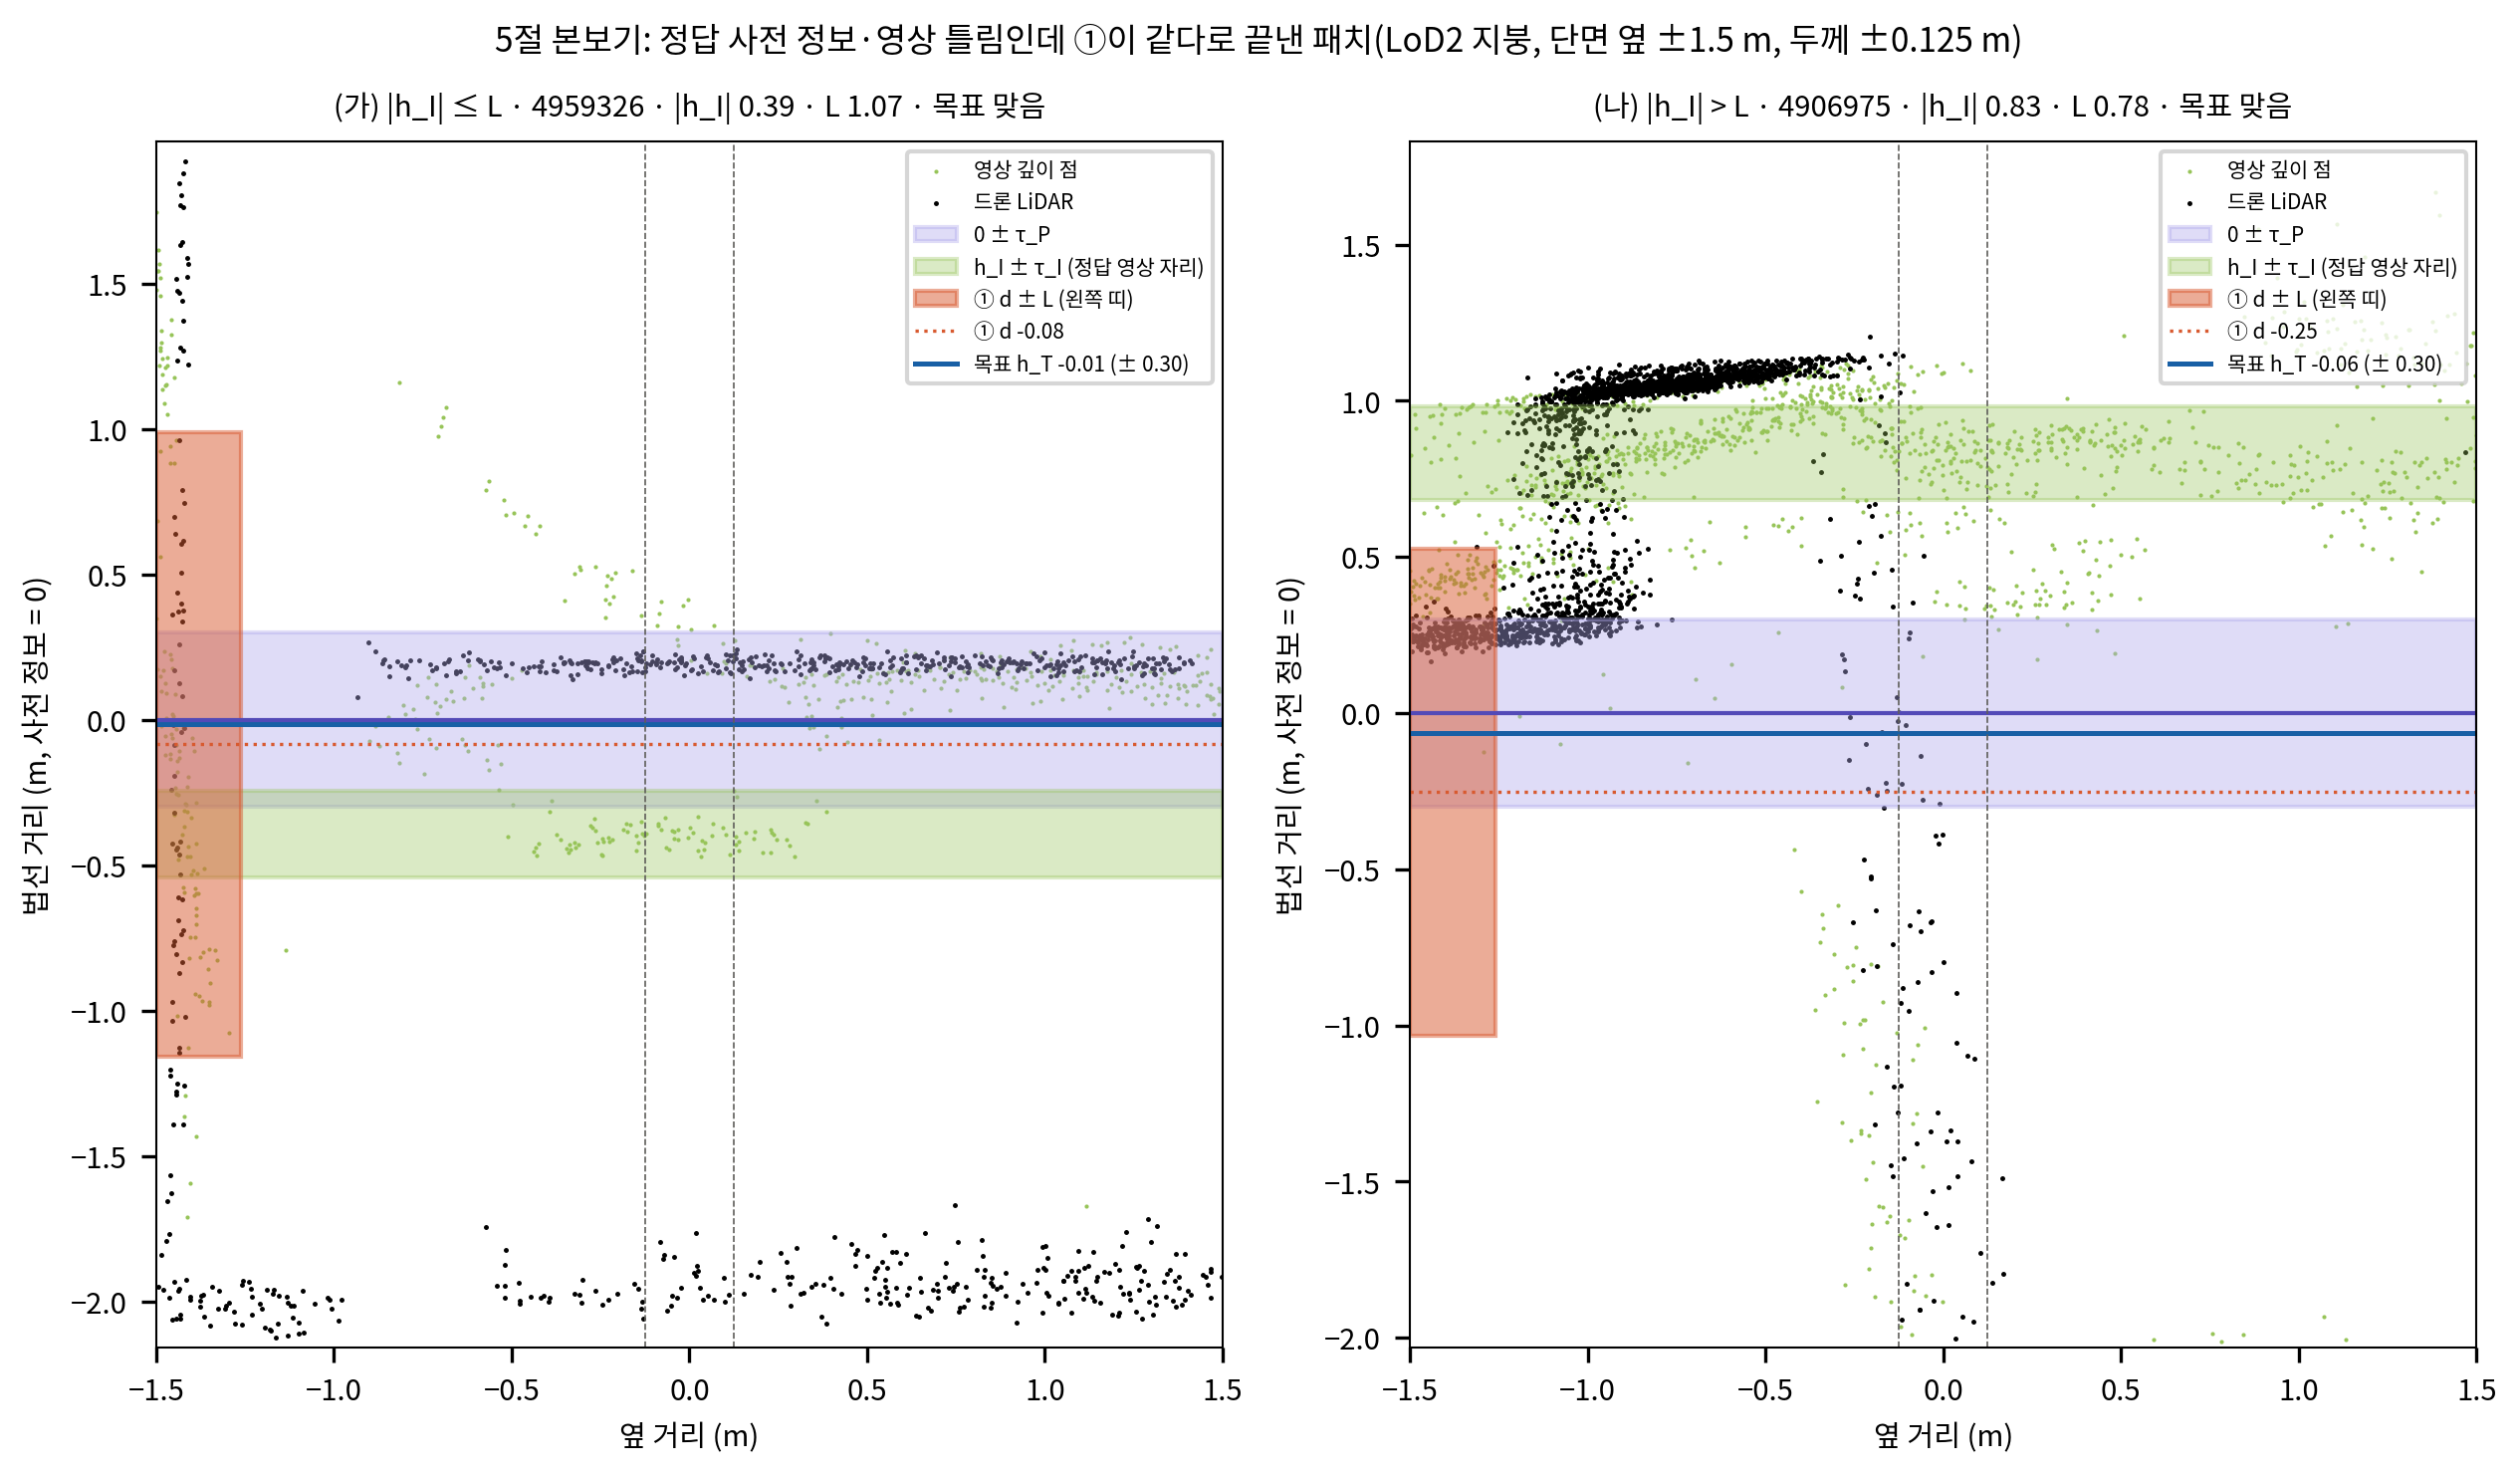 5절 본보기: 정답 사전 정보·영상 틀림인데 ①이 같다로 끝낸 패치(LoD2 지붕, 단면 옆 ±1.5 m, 두께 ±0.125 m)
(가) |h_I| ≤ L · 4959326 · |h_I| 0.39 · L 1.07 · 목표 맞음
영상 깊이 점
드론 LiDAR
0 ± τ_P
h_I ± τ_I (정답 영상 자리)
① d ± L (왼쪽 띠)
① d -0.08
목표 h_T -0.01 (± 0.30)
법선 거리 (m, 사전 정보 = 0)
1.5
1.0
0.5
0.0
−0.5
−1.0
−1.5
−2.0
−1.5 −1.0 −0.5 0.0 0.5 1.0 1.5
옆 거리 (m)
(나) |h_I| > L · 4906975 · |h_I| 0.83 · L 0.78 · 목표 맞음
영상 깊이 점
드론 LiDAR
0 ± τ_P
h_I ± τ_I (정답 영상 자리)
① d ± L (왼쪽 띠)
① d -0.25
목표 h_T -0.06 (± 0.30)
법선 거리 (m, 사전 정보 = 0)
1.5
1.0
0.5
0.0
−0.5
−1.0
−1.5
−2.0
−1.5 −1.0 −0.5 0.0 0.5 1.0 1.5
옆 거리 (m)